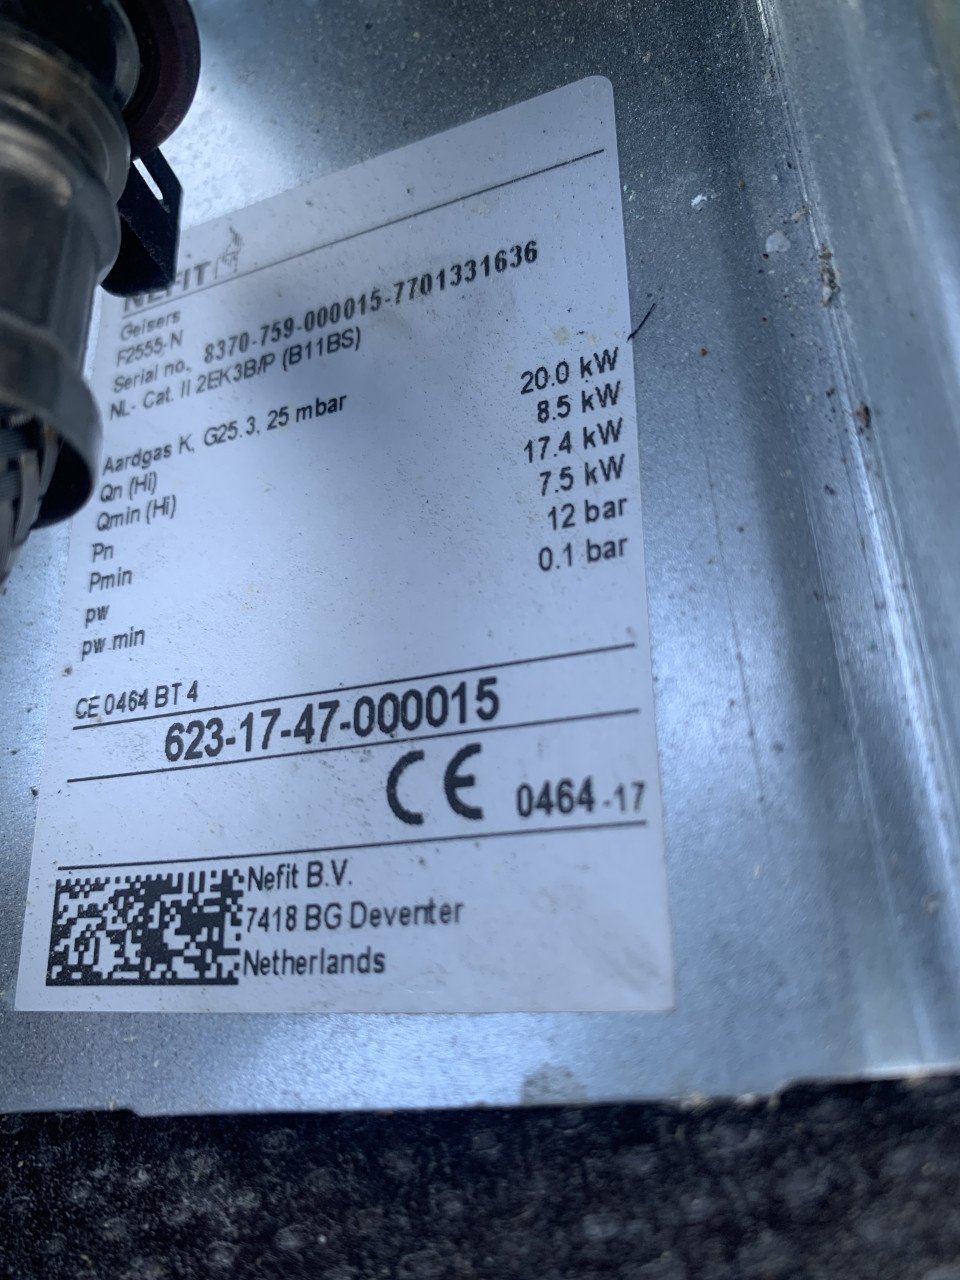 NEFIT
Geisers
F2555-N
Serial no. 8370-759-000015-7701331636
NL- Cat. II 2EK3B/P (B11BS)
Aardgas K, G25.3, 25 mbar
Qn (Hi) 20.0 kW
Qmin (Hi) 8.5 kW
Pn 17.4 kW
Pmin 7.5 kW
pw 12 bar
pw min 0.1 bar
CE 0464 BT 4
623-17-47-000015
CE 0464 -17
Nefit B.V.
7418 BG Deventer
Netherlands